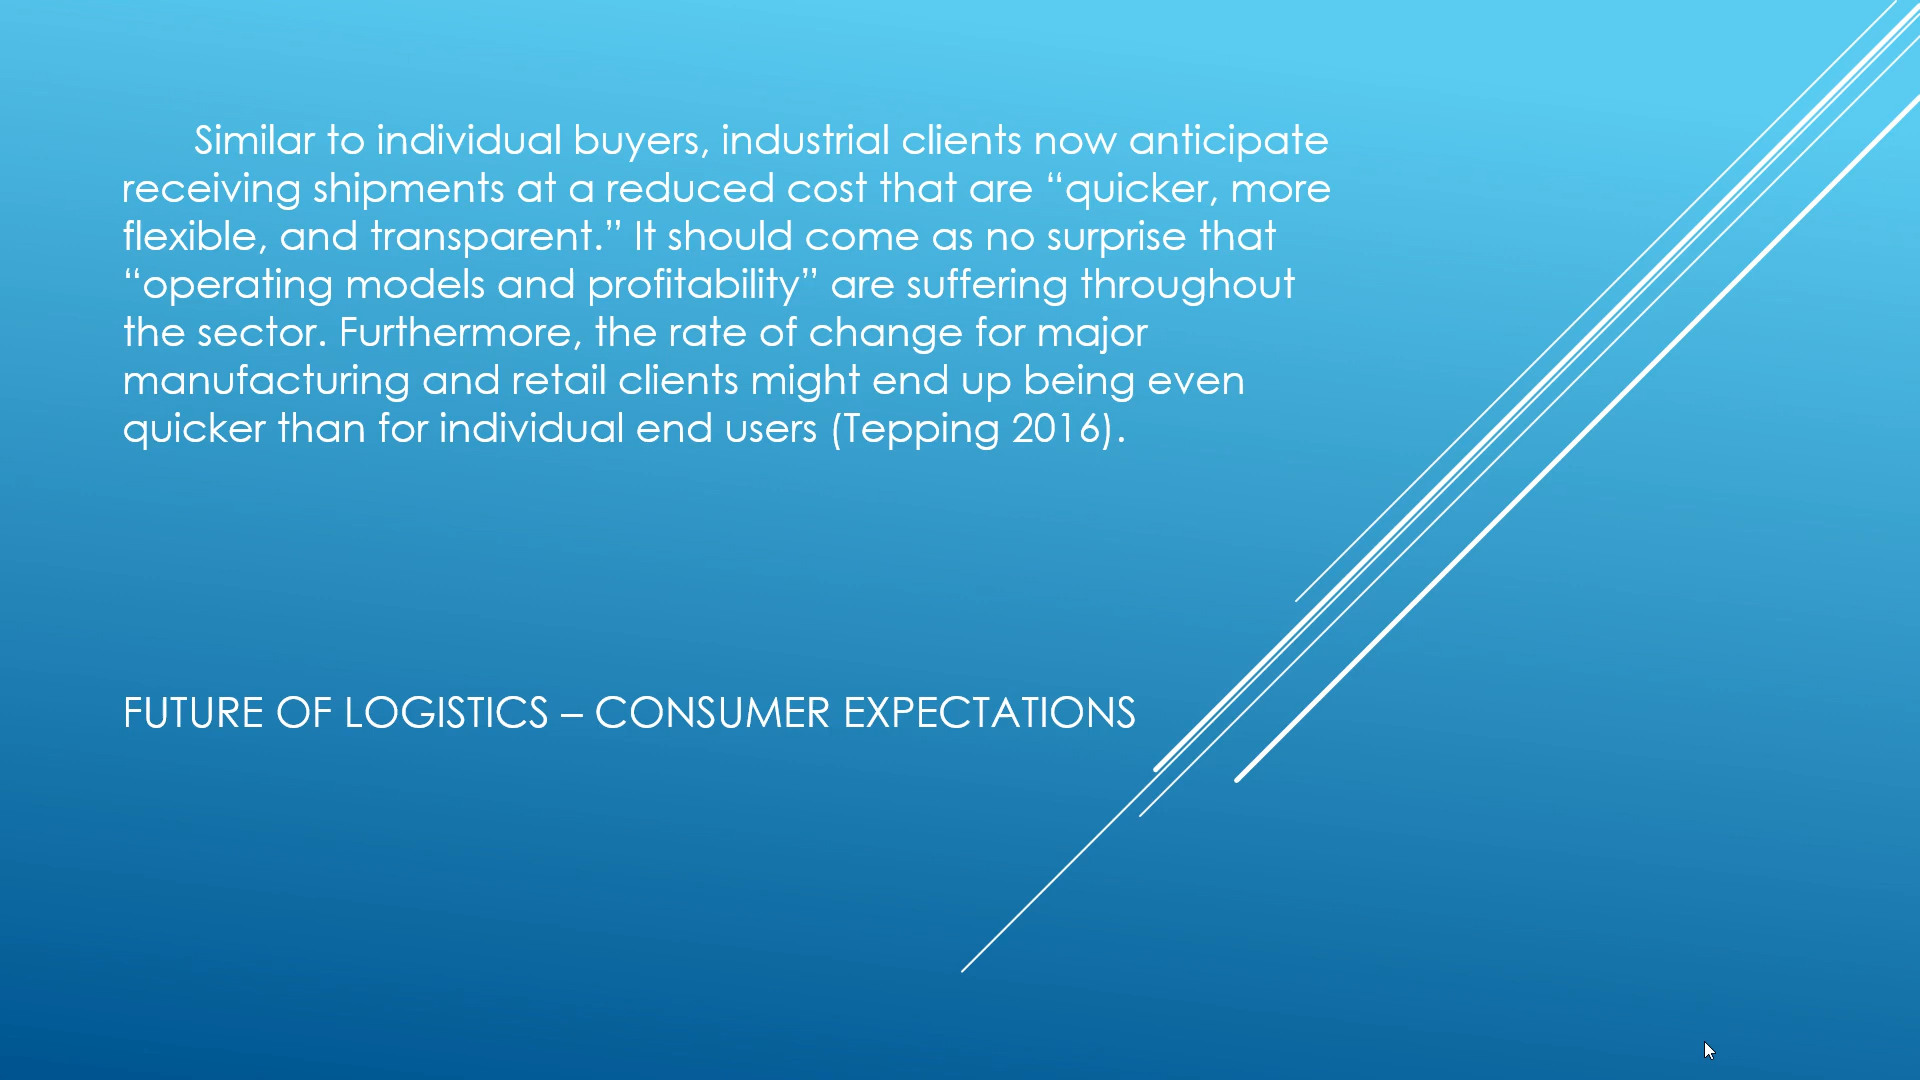 Similar to individual buyers, industrial clients now anticipate
receiving shipments at a reduced cost that are “quicker, more
flexible, and transparent.” It should come as no surprise that
“operating models and profitability” are suffering throughout
the sector. Furthermore, the rate of change for major
manufacturing and retail clients might end up being even
quicker than for individual end users (Tepping 2016).
FUTURE OF LOGISTICS – CONSUMER EXPECTATIONS